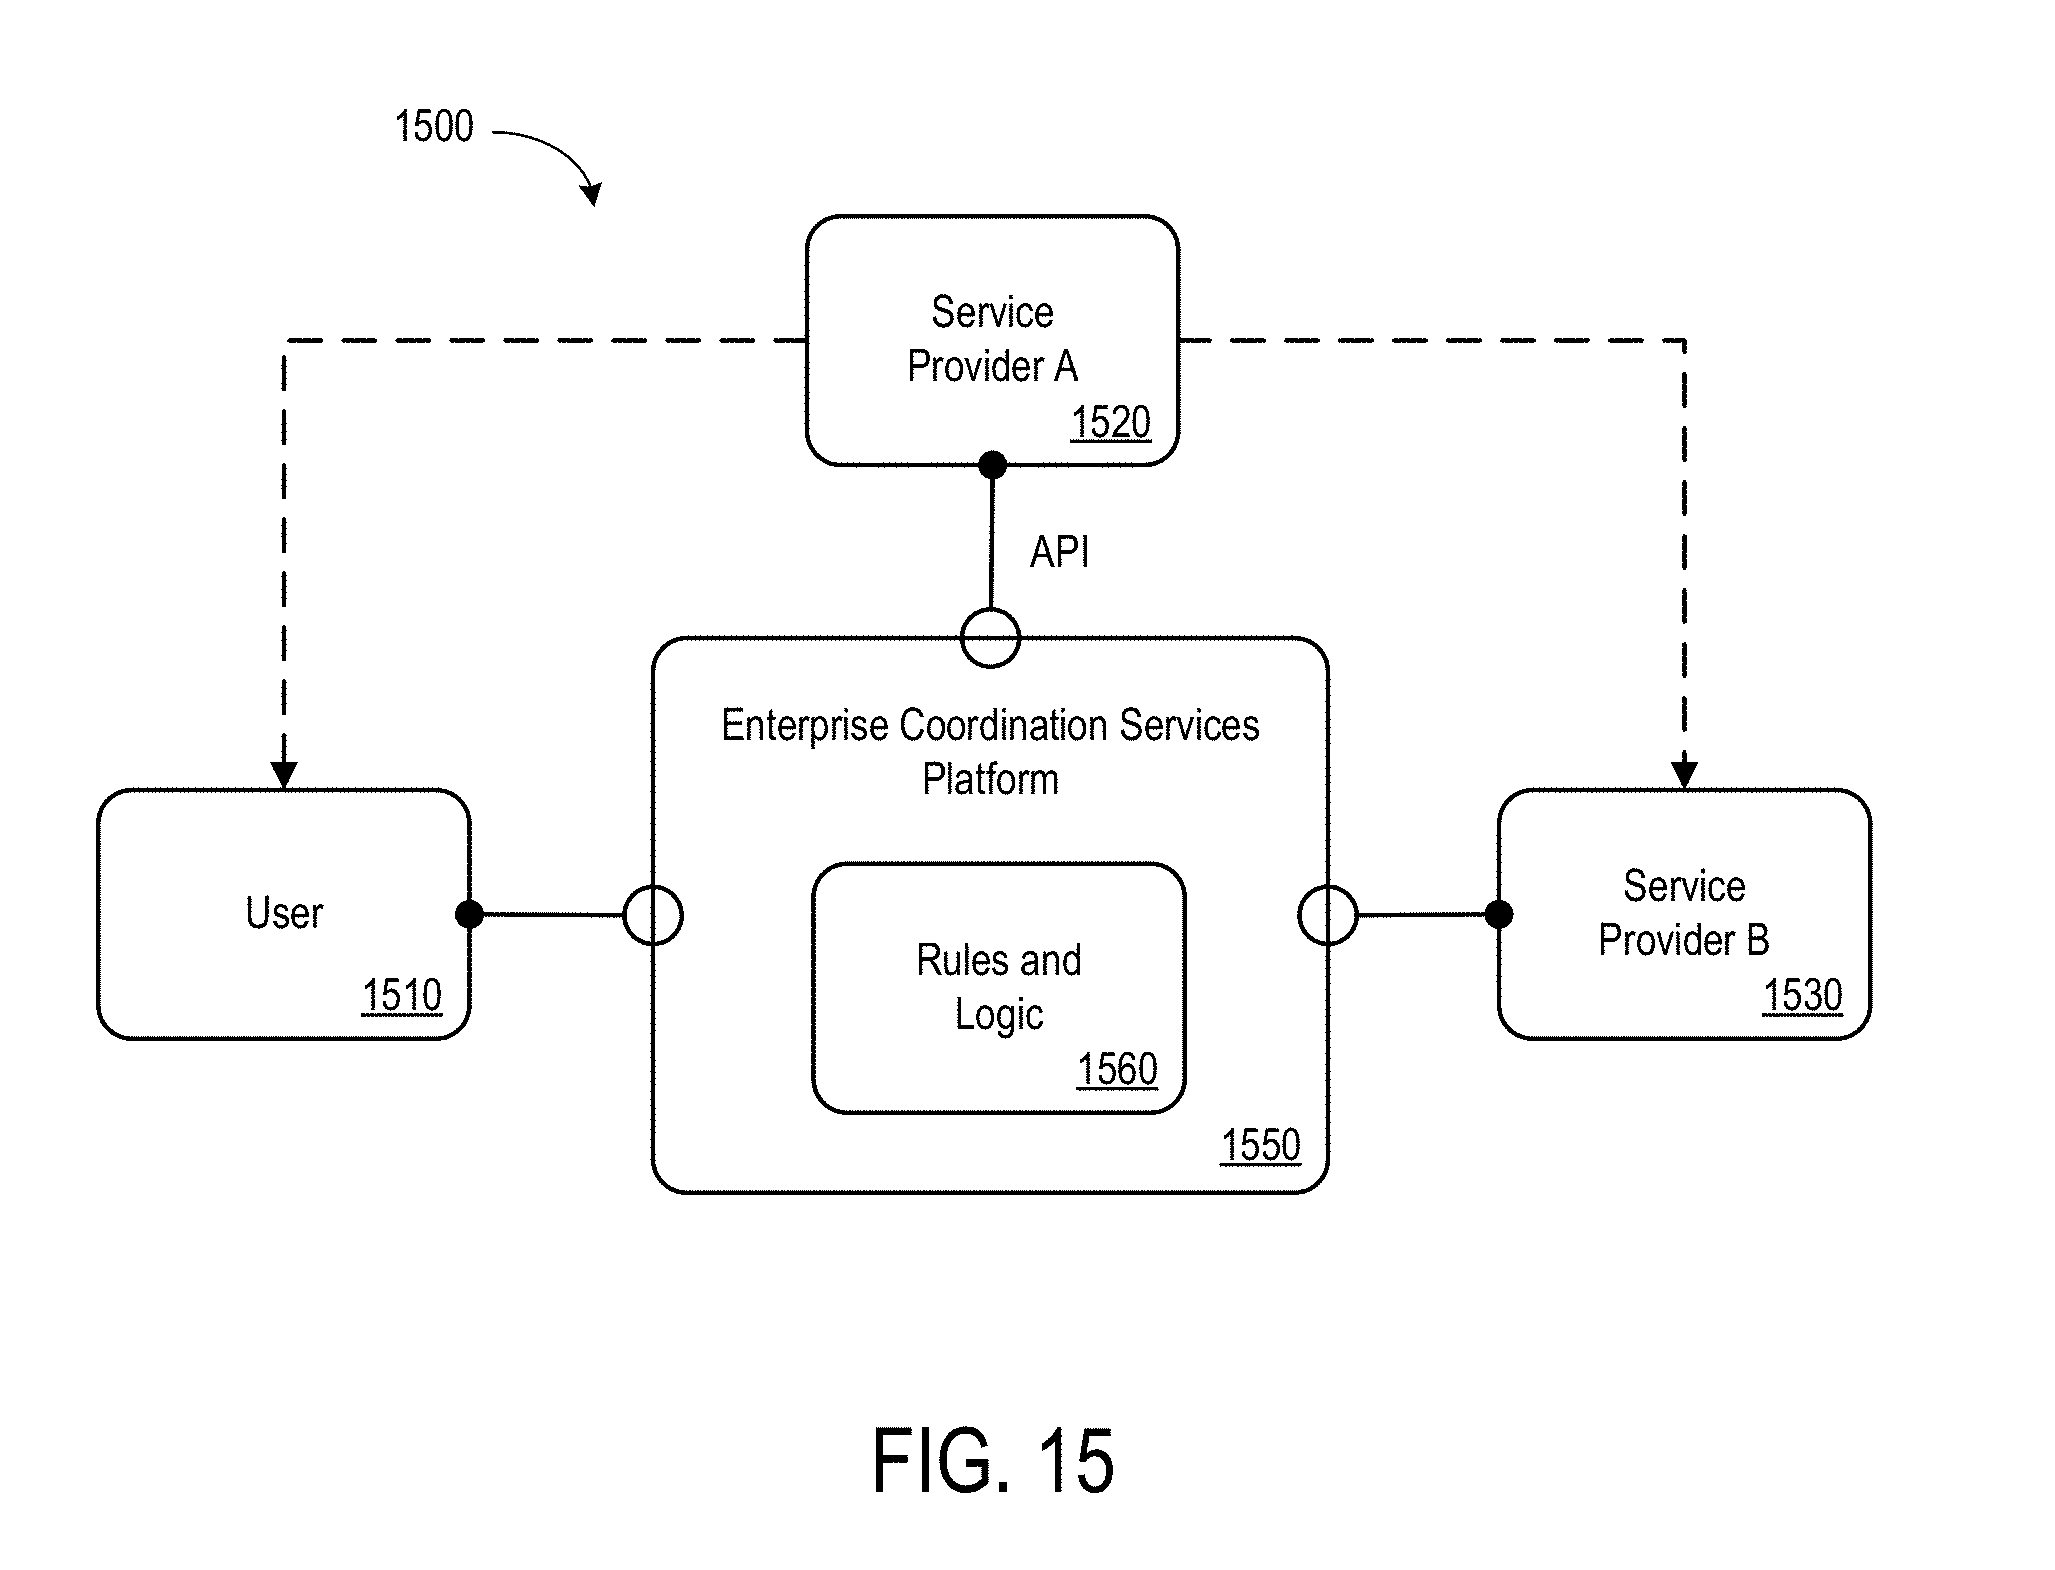 1500
Service
Provider A
1520
API
Enterprise Coordination Services
Platform
User
1510
Rules and
Logic
1560
1550
Service
Provider B
1530
FIG. 15